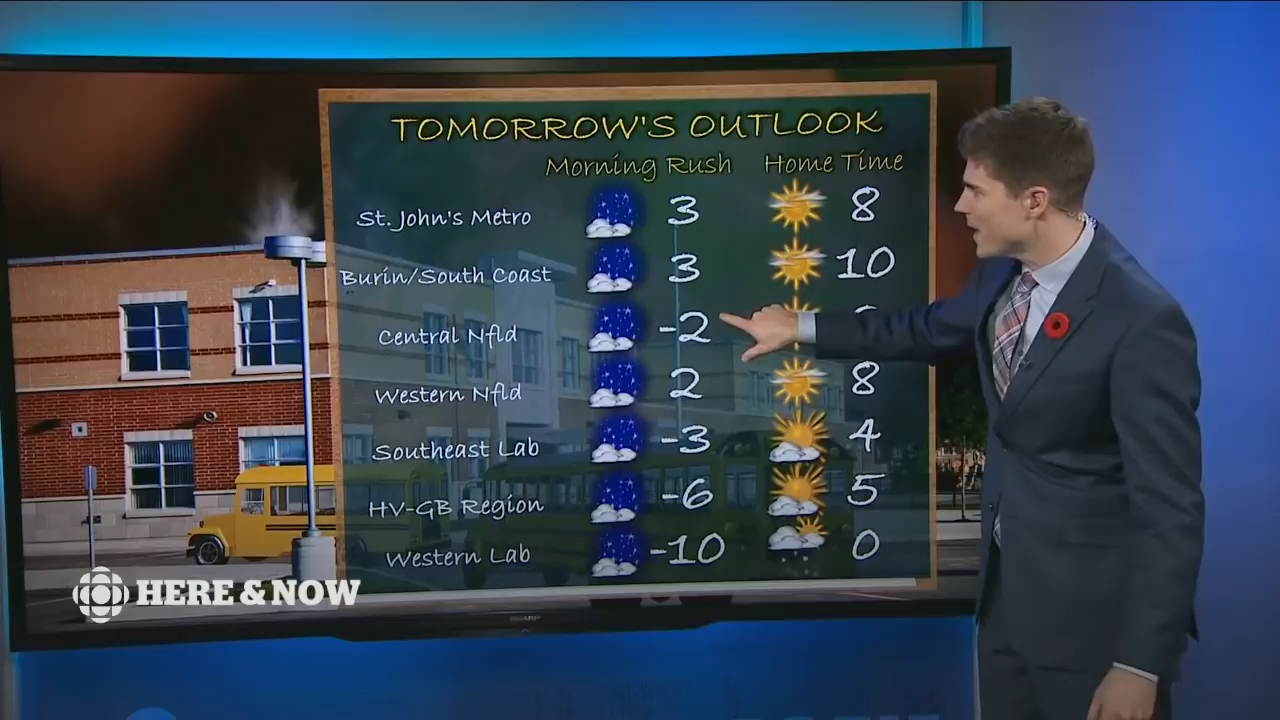 TOMORROW'S OUTLOOK
Morning Rush Home Time
St. John's Metro 3 8
Burin/South Coast 3 10
Central Nfld -2
Western Nfld 2 8
Southeast Lab -3 4
HV-GB Region -6 5
Western Lab -10 0
HERE & NOW
SHARP